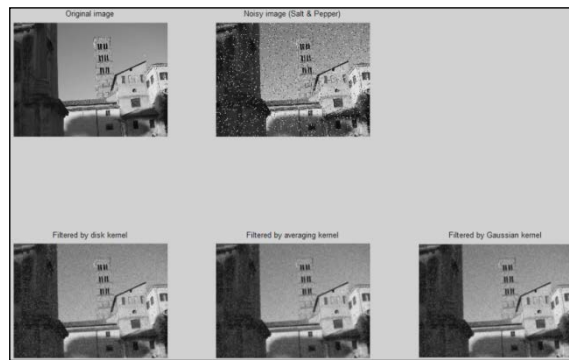 Original image
Noisy image (Salt & Pepper)
Filtered by disk kernel
Filtered by averaging kernel
Filtered by Gaussian kernel